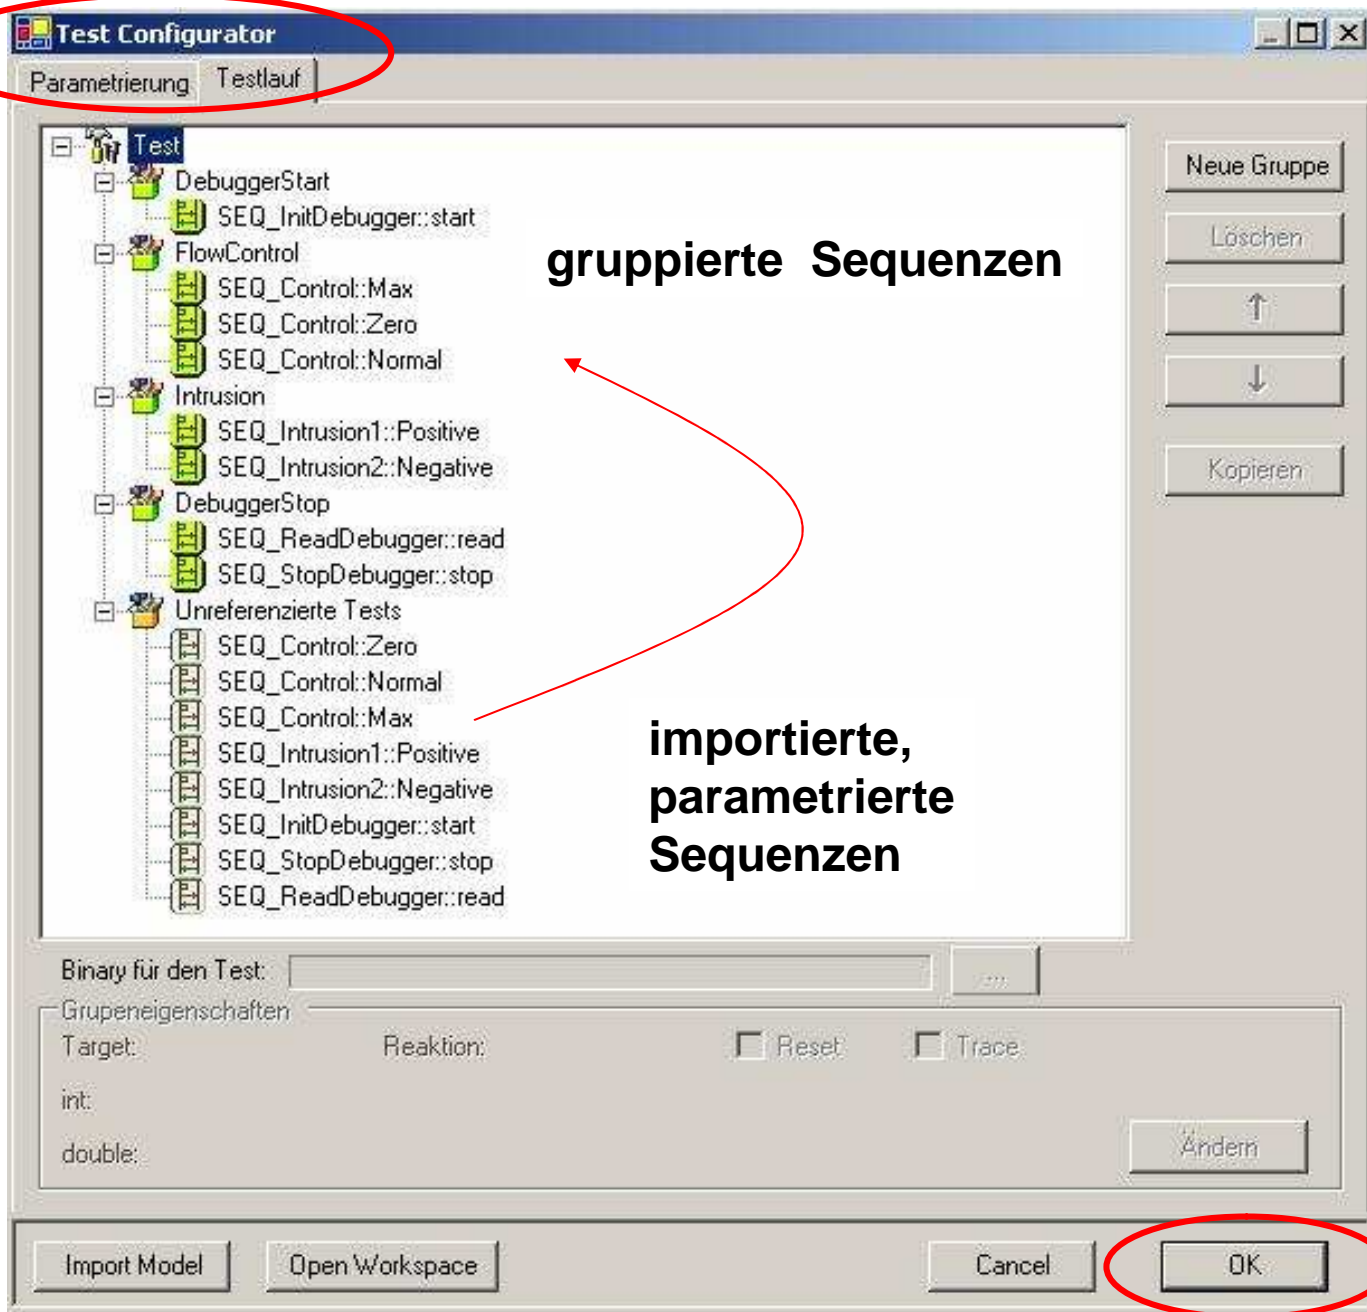 Test Configurator
Parametrierung Testlauf
Test
DebuggerStart
SEQ_InitDebugger::start
FlowControl
SEQ_Control::Max
SEQ_Control::Zero
SEQ_Control::Normal
Intrusion
SEQ_Intrusion1::Positive
SEQ_Intrusion2::Negative
DebuggerStop
SEQ_ReadDebugger::read
SEQ_StopDebugger::stop
Unreferenzierte Tests
SEQ_Control::Zero
SEQ_Control::Normal
SEQ_Control::Max
SEQ_Intrusion1::Positive
SEQ_Intrusion2::Negative
SEQ_InitDebugger::start
SEQ_StopDebugger::stop
SEQ_ReadDebugger::read
gruppierte Sequenzen
importierte,
parametrierte
Sequenzen
Neue Gruppe
Löschen
↑
↓
Kopieren
Binary für den Test: ...
Grupeneigenschaften
Target: Reaktion: Reset Trace
int:
double:
Ändern
Import Model Open Workspace Cancel OK